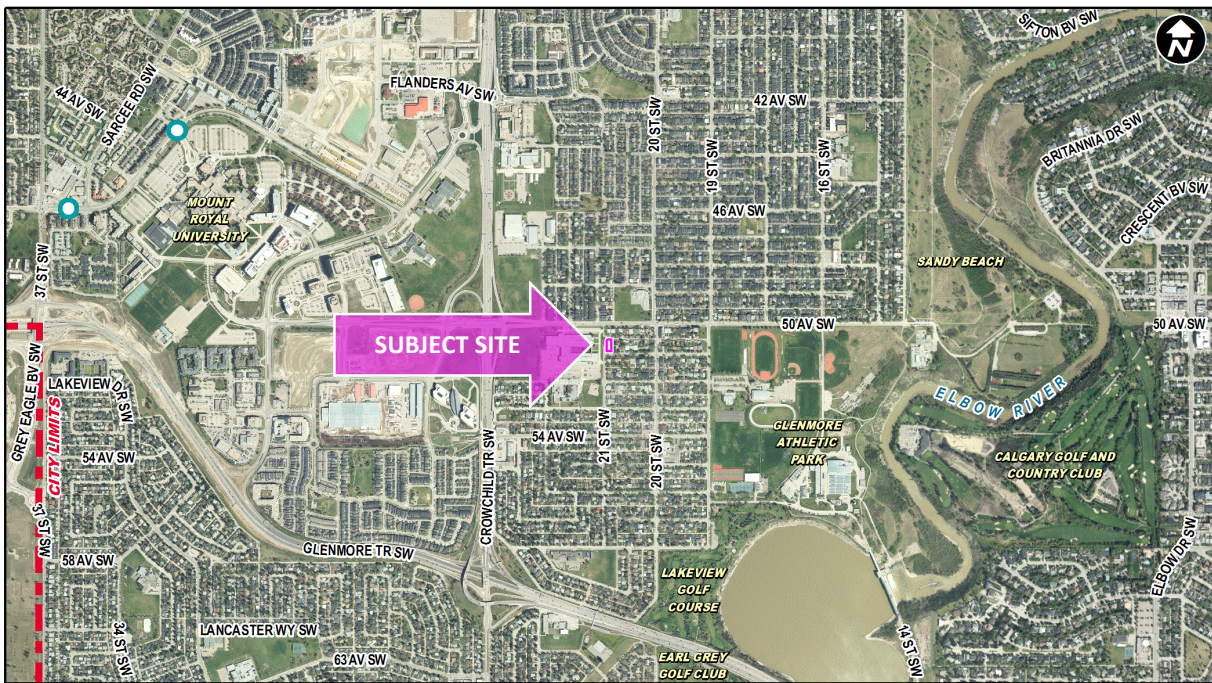 SIFTON BV SW
N
44 AV SW
SARCEE RD SW
FLANDERS AV SW
20 ST SW
42 AV SW
19 ST SW
16 ST SW
BRITANNIA DR SW
CRESCENT BV SW
MOUNT
ROYAL
UNIVERSITY
46 AV SW
SANDY BEACH
37 ST SW
SUBJECT SITE
50 AV SW
50 AV SW
GREY EAGLE BV SW
CITY LIMITS
LAKEVIEW DR SW
ELBOW RIVER
54 AV SW
CROWCHILD TR SW
54 AV SW
21 ST SW
20 ST SW
GLENMORE
ATHLETIC
PARK
CALGARY GOLF AND
COUNTRY CLUB
37 ST SW
58 AV SW
GLENMORE TR SW
ELBOW DR SW
LAKEVIEW
GOLF
COURSE
34 ST SW
LANCASTER WY SW
63 AV SW
EARL GREY
GOLF CLUB
14 ST SW